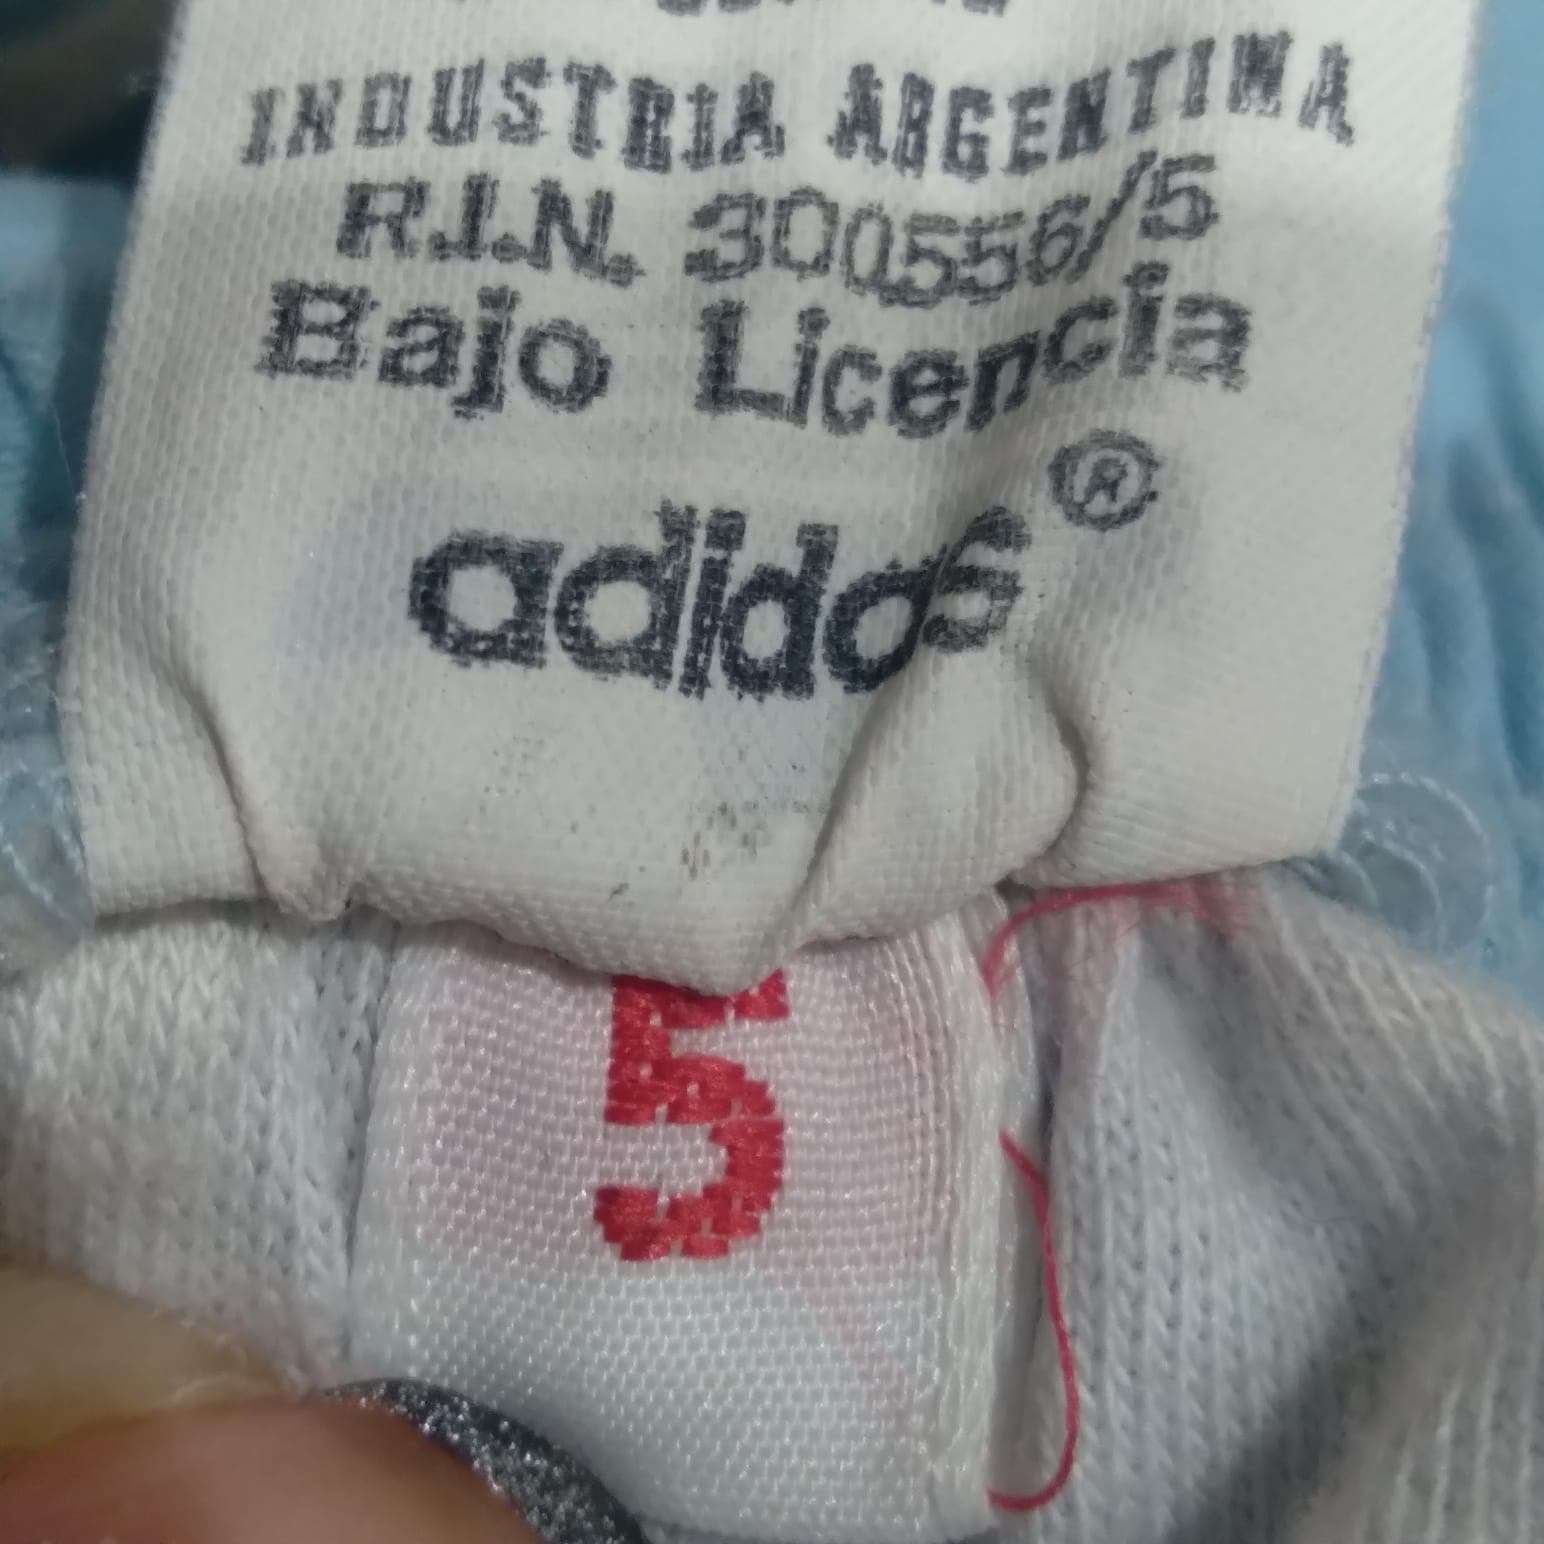 INDUSTRIA ARGENTINA
R.I.N. 300556/5
Bajo Licencia
adidas®
5